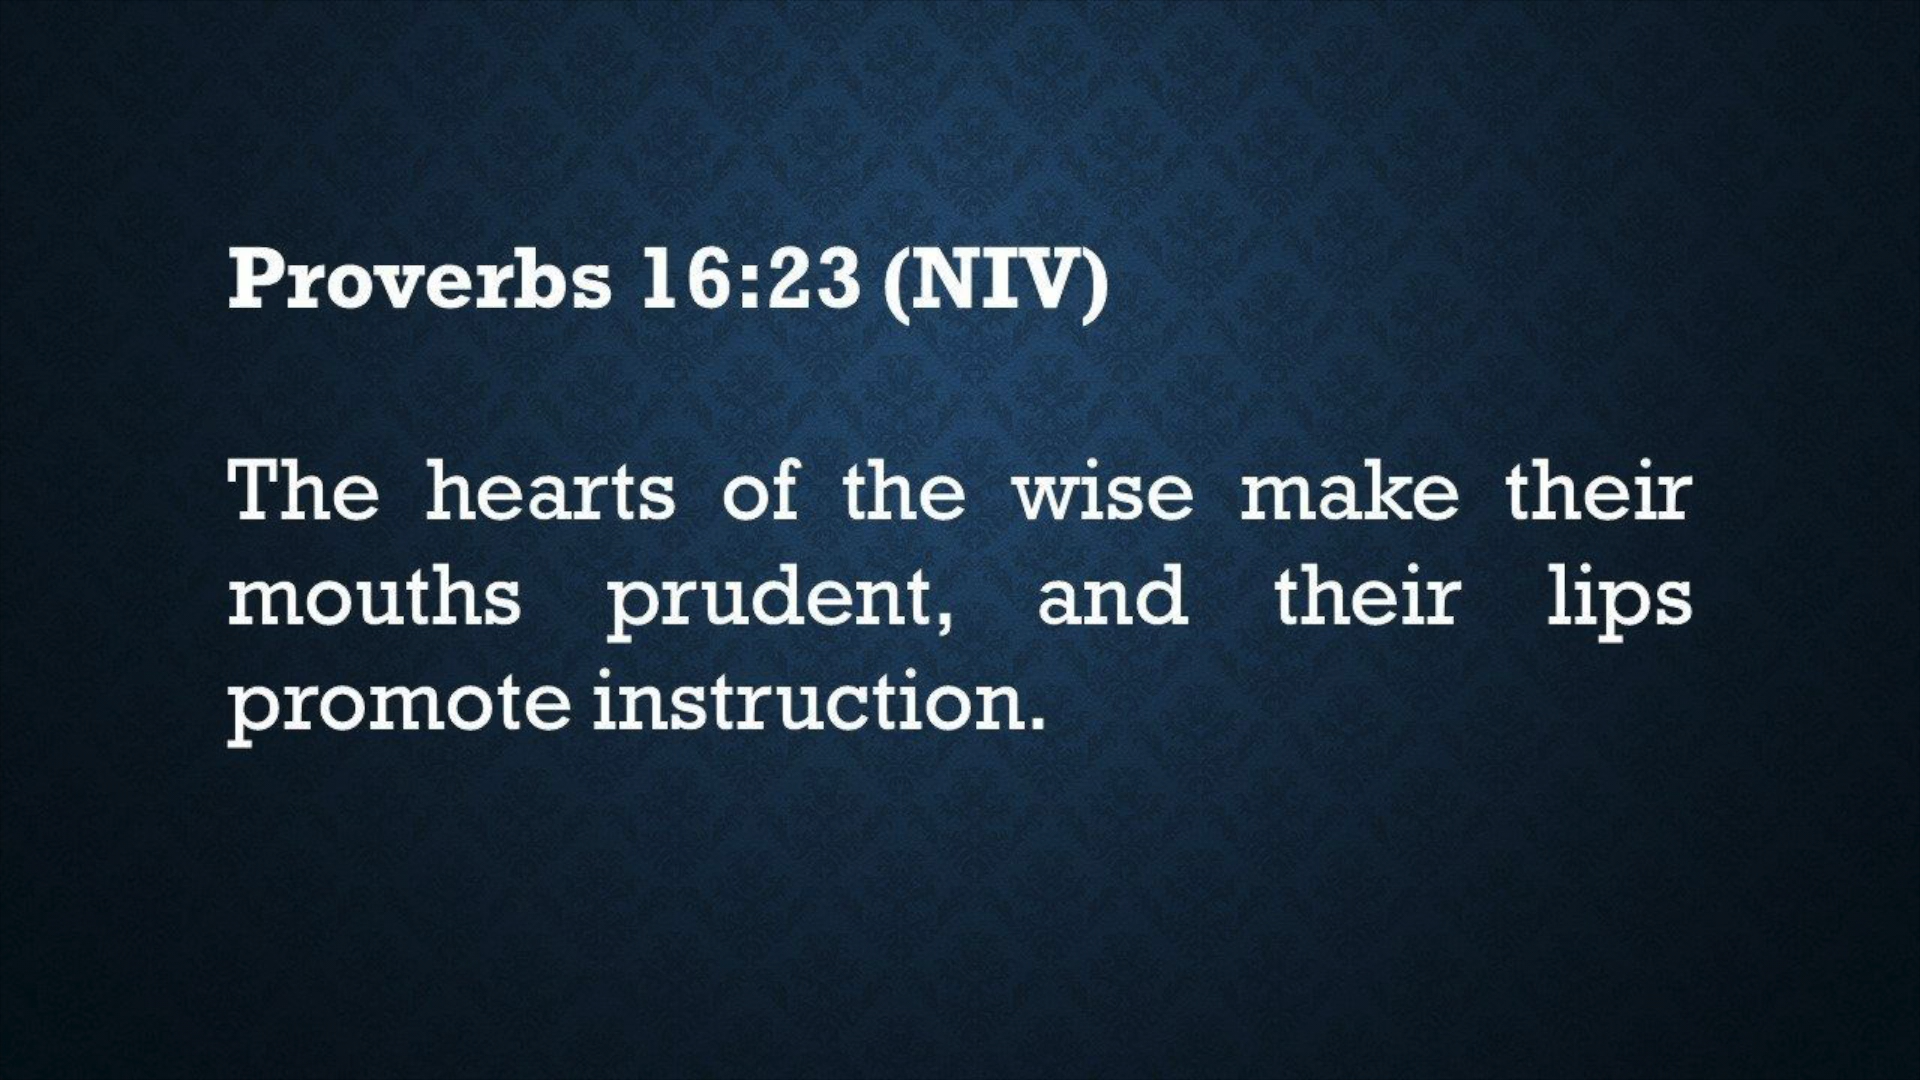 Proverbs 16:23 (NIV)
The hearts of the wise make their
mouths prudent, and their lips
promote instruction.